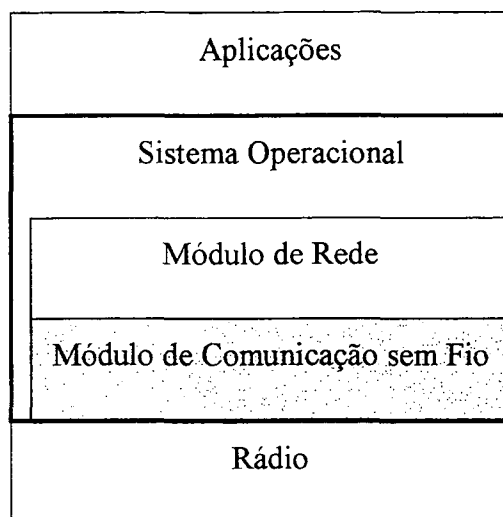 Aplicações
Sistema Operacional
Módulo de Rede
Módulo de Comunicação sem Fio
Rádio